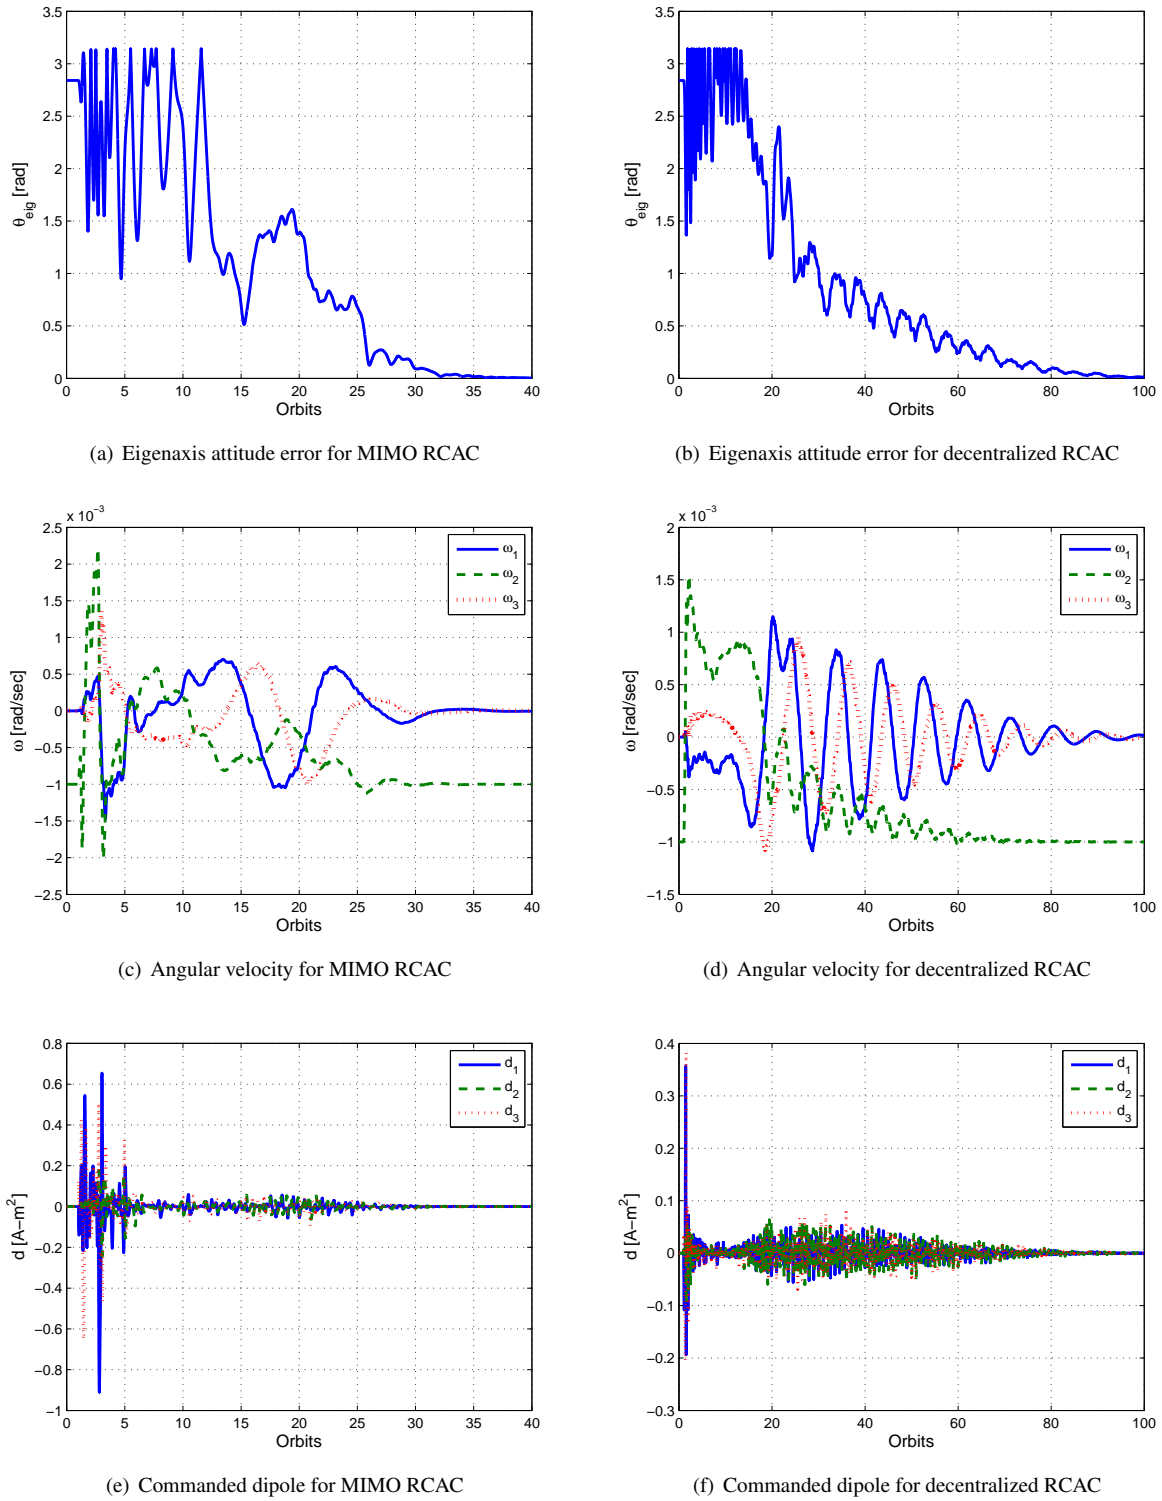 3.5
3
2.5
2
1.5
1
0.5
0
θeig [rad]
0 5 10 15 20 25 30 35 40
Orbits
(a) Eigenaxis attitude error for MIMO RCAC
3.5
3
2.5
2
1.5
1
0.5
0
θeig [rad]
0 20 40 60 80 100
Orbits
(b) Eigenaxis attitude error for decentralized RCAC
x 10−3
2.5
2
1.5
1
0.5
0
−0.5
−1
−1.5
−2
−2.5
ω [rad/sec]
ω1
ω2
ω3
0 5 10 15 20 25 30 35 40
Orbits
(c) Angular velocity for MIMO RCAC
x 10−3
2
1.5
1
0.5
0
−0.5
−1
−1.5
ω [rad/sec]
ω1
ω2
ω3
0 20 40 60 80 100
Orbits
(d) Angular velocity for decentralized RCAC
0.8
0.6
0.4
0.2
0
−0.2
−0.4
−0.6
−0.8
−1
d [A−m2]
d1
d2
d3
0 5 10 15 20 25 30 35 40
Orbits
(e) Commanded dipole for MIMO RCAC
0.4
0.3
0.2
0.1
0
−0.1
−0.2
−0.3
d [A−m2]
d1
d2
d3
0 20 40 60 80 100
Orbits
(f) Commanded dipole for decentralized RCAC